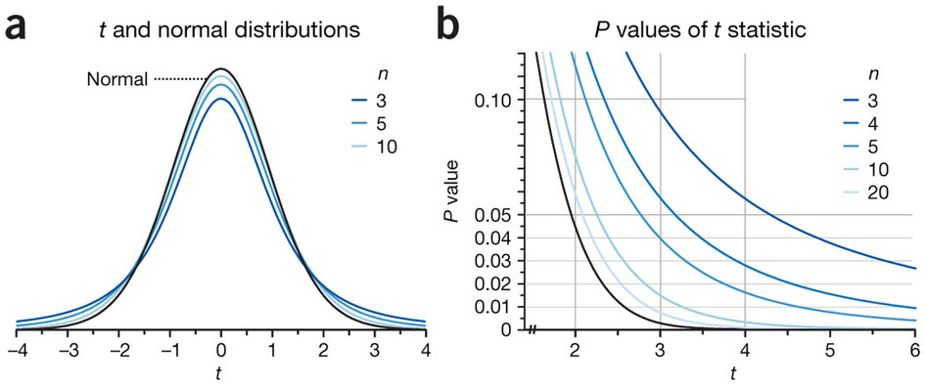 a
t and normal distributions
Normal
n
3
5
10
−4 −3 −2 −1 0 1 2 3 4
t
b
P values of t statistic
n
3
4
5
10
20
P value
0.10
0.05
0.04
0.03
0.02
0.01
0
2 3 4 5 6
t